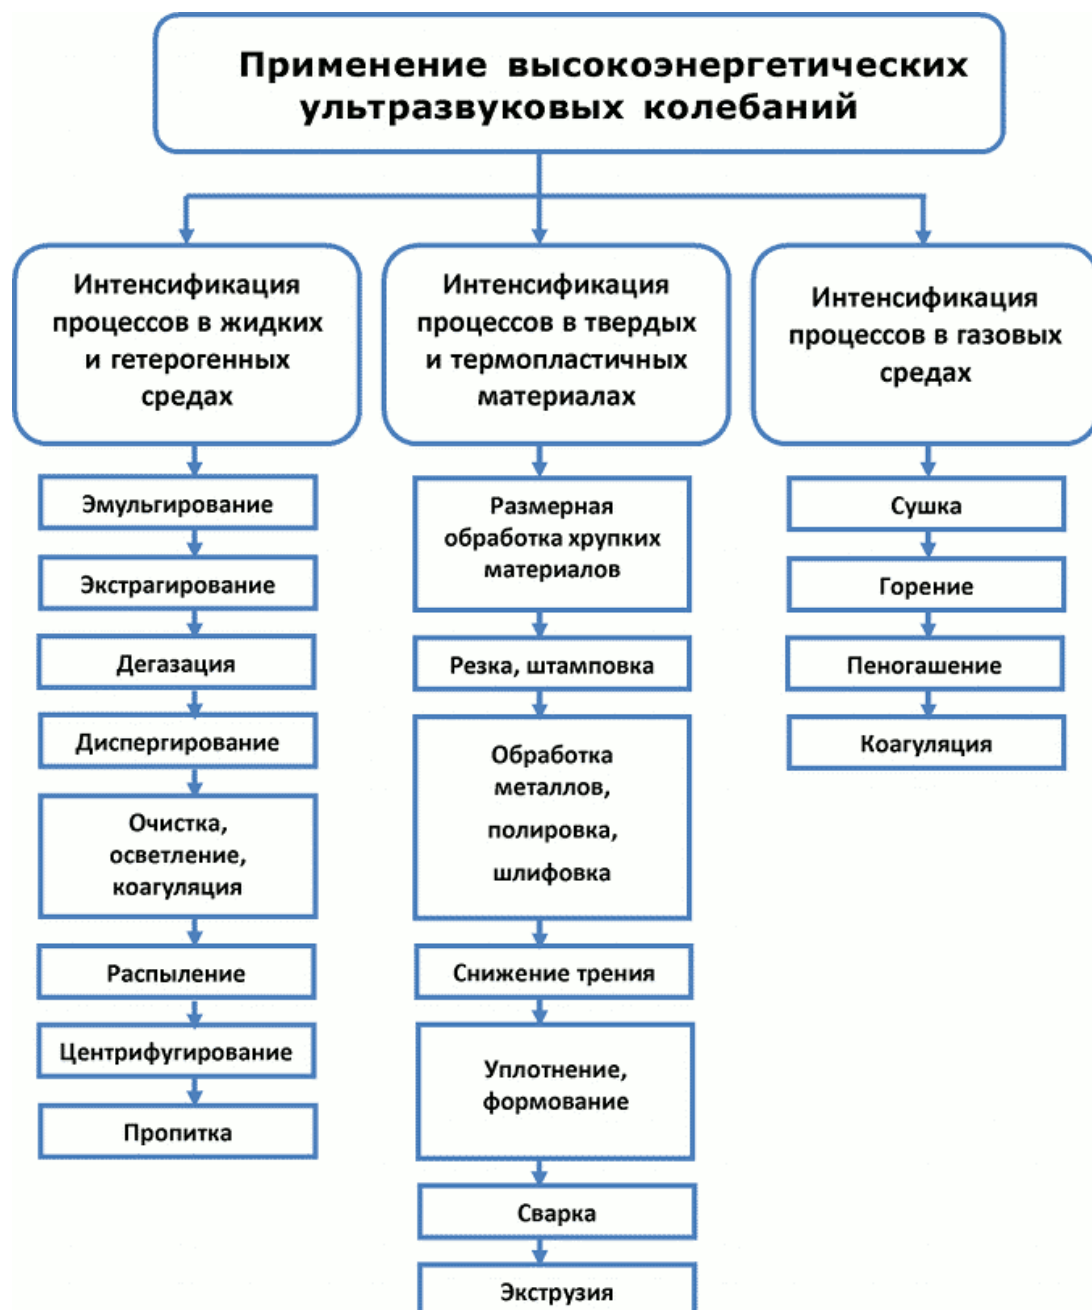 Применение высокоэнергетических
ультразвуковых колебаний
Интенсификация
процессов в жидких
и гетерогенных
средах
Эмульгирование
Экстрагирование
Дегазация
Диспергирование
Очистка,
осветление,
коагуляция
Распыление
Центрифугирование
Пропитка
Интенсификация
процессов в твердых
и термопластичных
материалах
Размерная
обработка хрупких
материалов
Резка, штамповка
Обработка
металлов,
полировка,
шлифовка
Снижение трения
Уплотнение,
формование
Сварка
Экструзия
Интенсификация
процессов в газовых
средах
Сушка
Горение
Пеногашение
Коагуляция